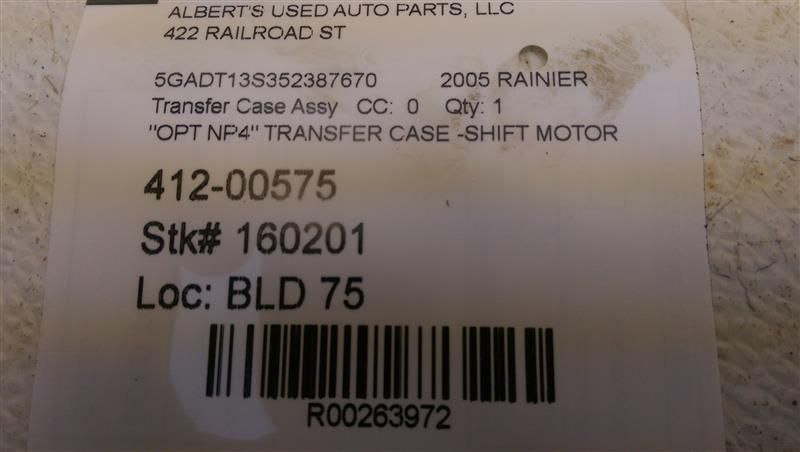 ALBERT'S USED AUTO PARTS, LLC
422 RAILROAD ST
5GADT13S352387670 2005 RAINIER
Transfer Case Assy CC: 0 Qty: 1
"OPT NP4" TRANSFER CASE -SHIFT MOTOR
412-00575
Stk# 160201
Loc: BLD 75
R00263972